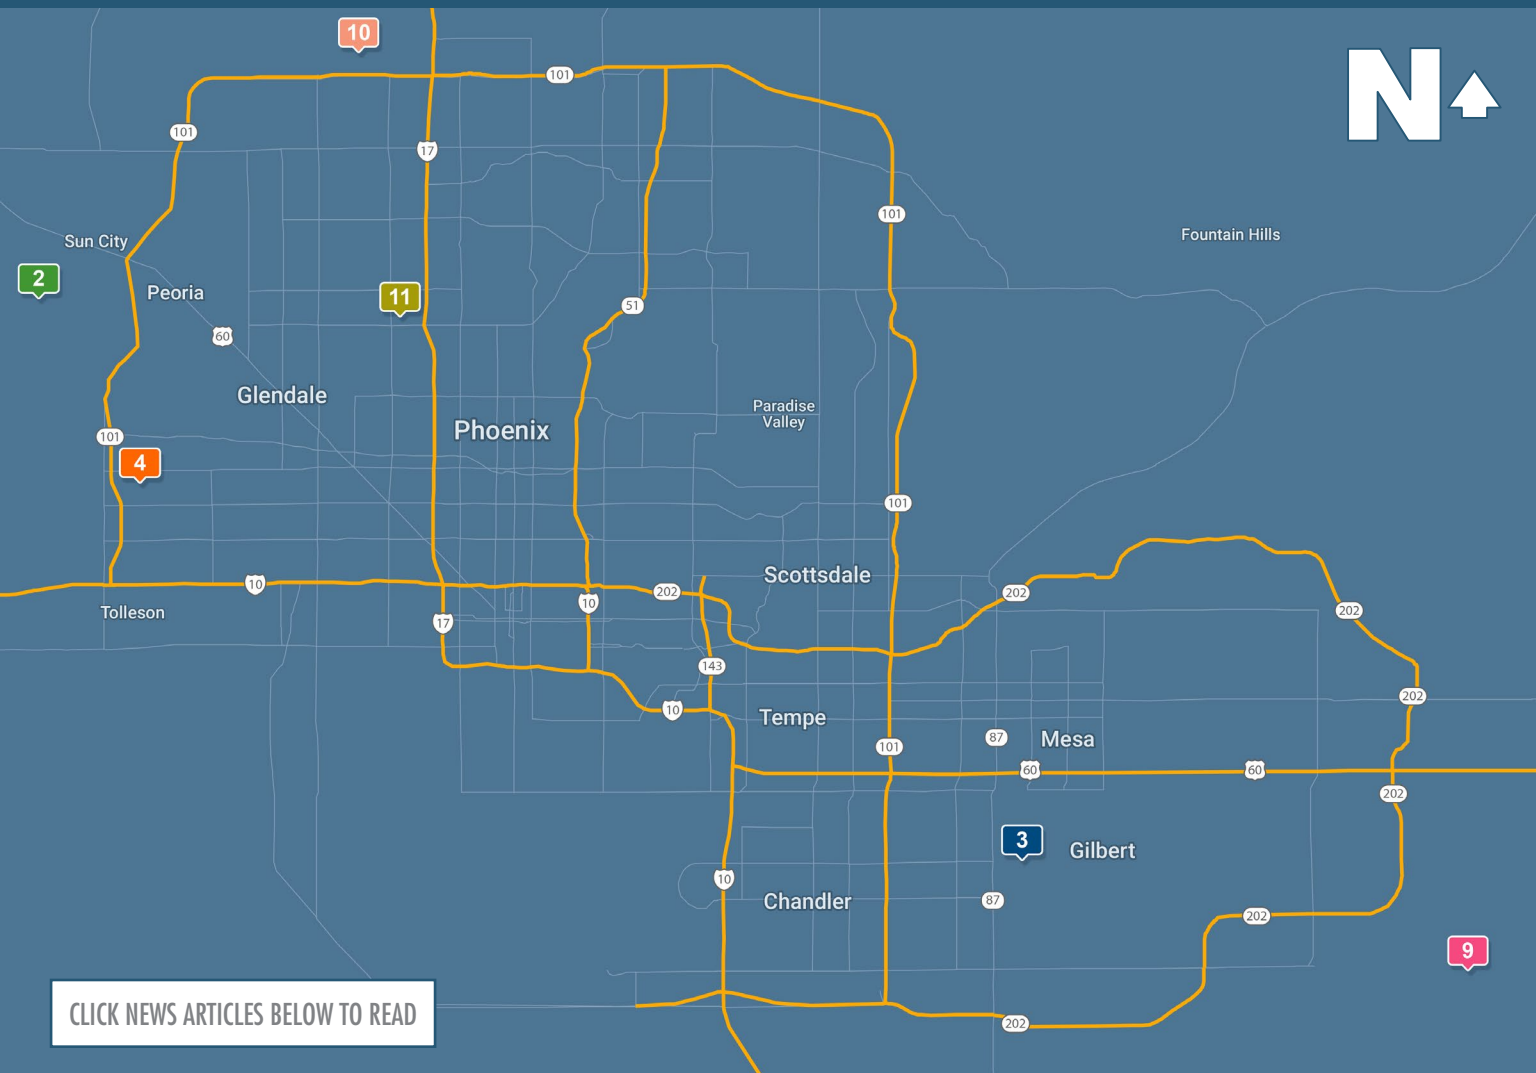 10
N
101
101
17
101
Sun City
Fountain Hills
2
Peoria
11
51
60
Glendale
Paradise
Valley
Phoenix
101
4
101
Scottsdale
10
202
202
10
202
Tolleson
17
143
202
10
Tempe
87
Mesa
101
60
60
202
3
Gilbert
10
Chandler
87
202
9
CLICK NEWS ARTICLES BELOW TO READ
202